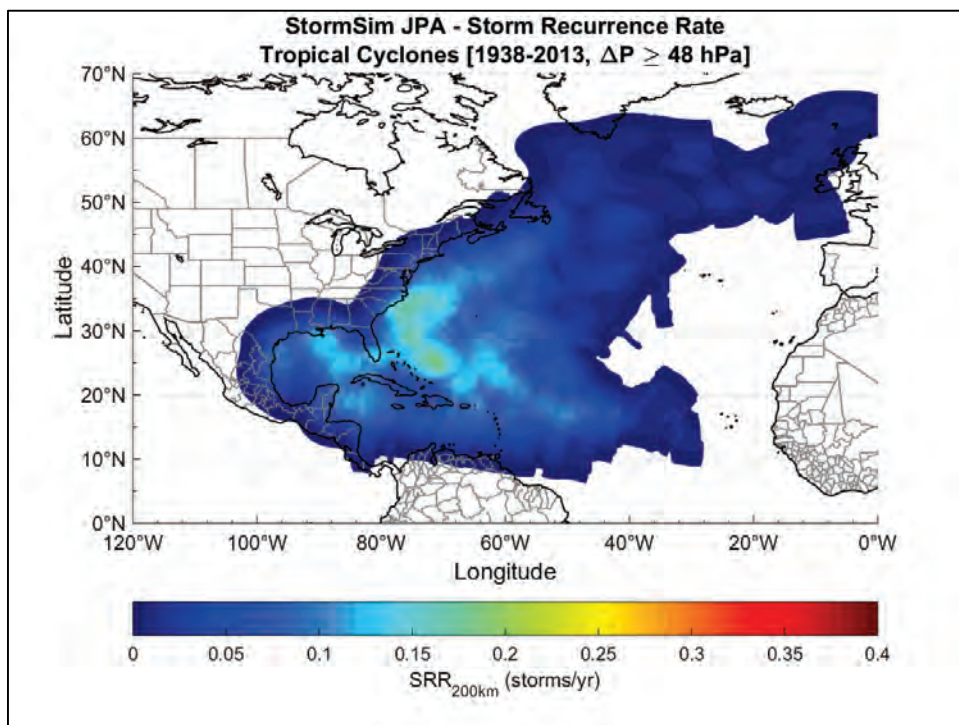 StormSim JPA - Storm Recurrence Rate
Tropical Cyclones [1938-2013, ΔP ≥ 48 hPa]
70°N
60°N
50°N
40°N
30°N
20°N
10°N
0°N
Latitude
120°W 100°W 80°W 60°W 40°W 20°W 0°W
Longitude
0 0.05 0.1 0.15 0.2 0.25 0.3 0.35 0.4
SRR200km (storms/yr)